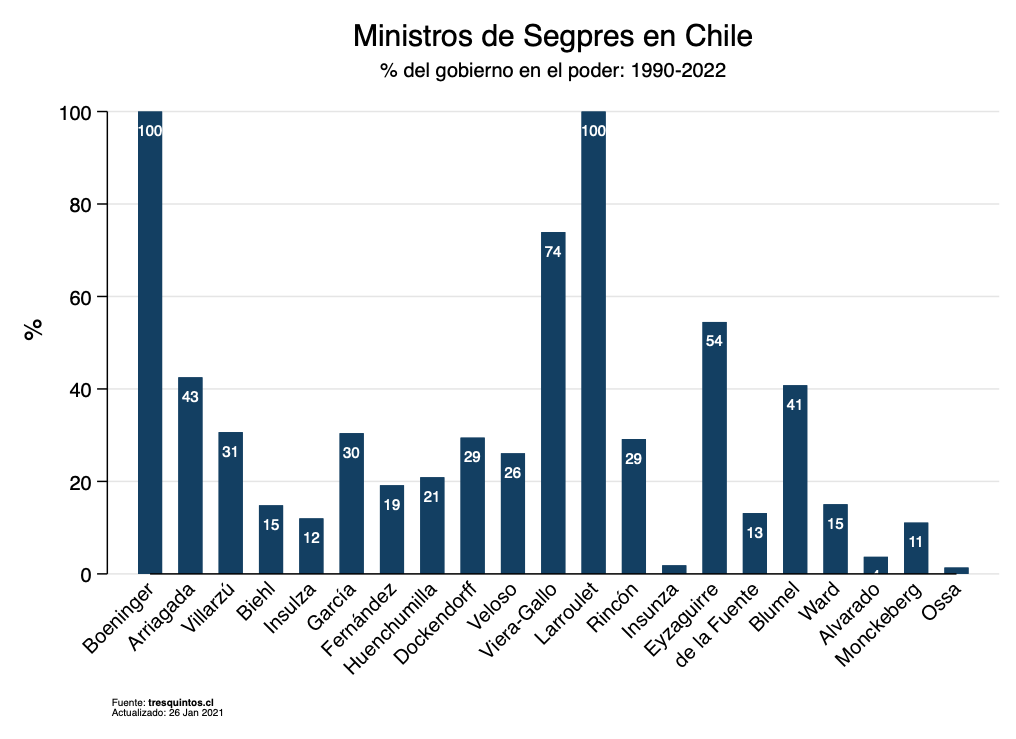 Ministros de Segpres en Chile
% del gobierno en el poder: 1990-2022
%
100
80
60
40
20
0
100
43
31
15
12
30
19
21
29
26
74
100
29
54
13
41
15
11
Boeninger
Arriagada
Villarzú
Biehl
Insulza
García
Fernández
Huenchumilla
Dockendorff
Veloso
Viera-Gallo
Larroulet
Rincón
Insunza
Eyzaguirre
de la Fuente
Blumel
Ward
Alvarado
Monckeberg
Ossa
Fuente: tresquintos.cl
Actualizado: 26 Jan 2021